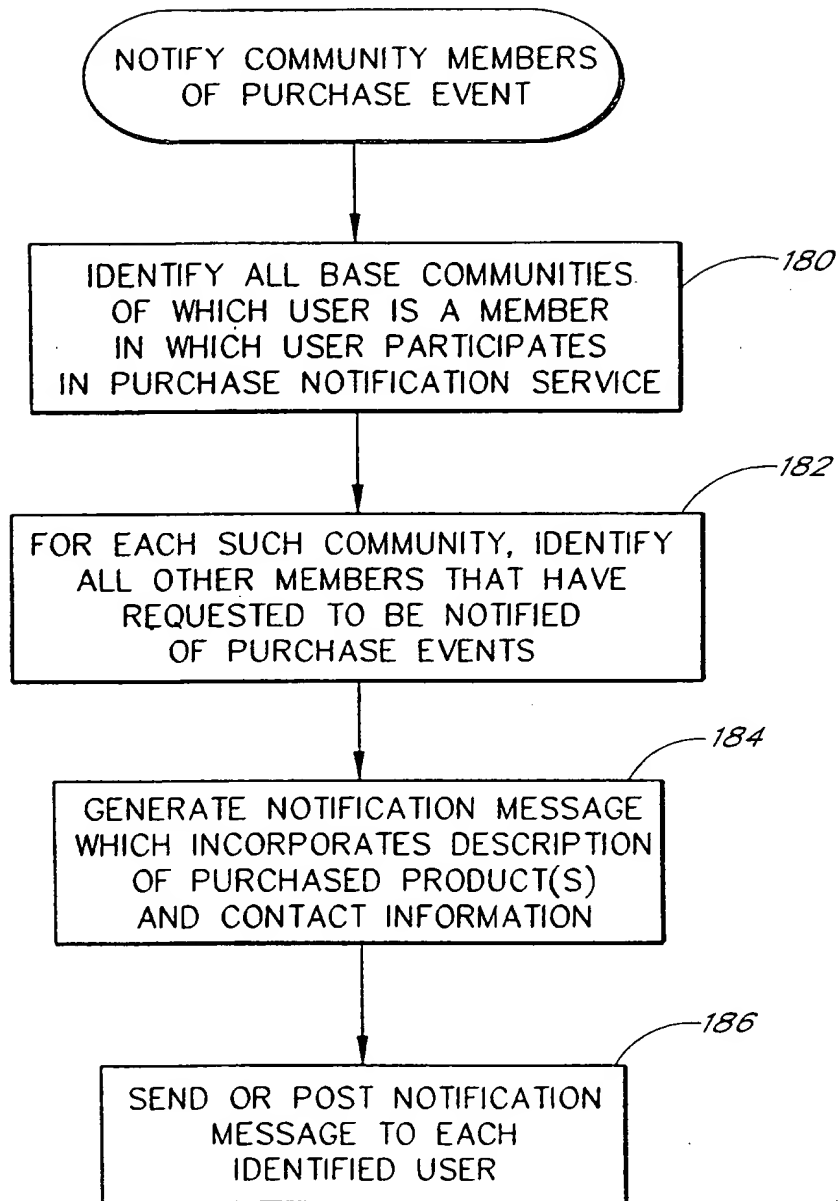 NOTIFY COMMUNITY MEMBERS
OF PURCHASE EVENT
180
IDENTIFY ALL BASE COMMUNITIES
OF WHICH USER IS A MEMBER
IN WHICH USER PARTICIPATES
IN PURCHASE NOTIFICATION SERVICE
182
FOR EACH SUCH COMMUNITY, IDENTIFY
ALL OTHER MEMBERS THAT HAVE
REQUESTED TO BE NOTIFIED
OF PURCHASE EVENTS
184
GENERATE NOTIFICATION MESSAGE
WHICH INCORPORATES DESCRIPTION
OF PURCHASED PRODUCT(S)
AND CONTACT INFORMATION
186
SEND OR POST NOTIFICATION
MESSAGE TO EACH
IDENTIFIED USER